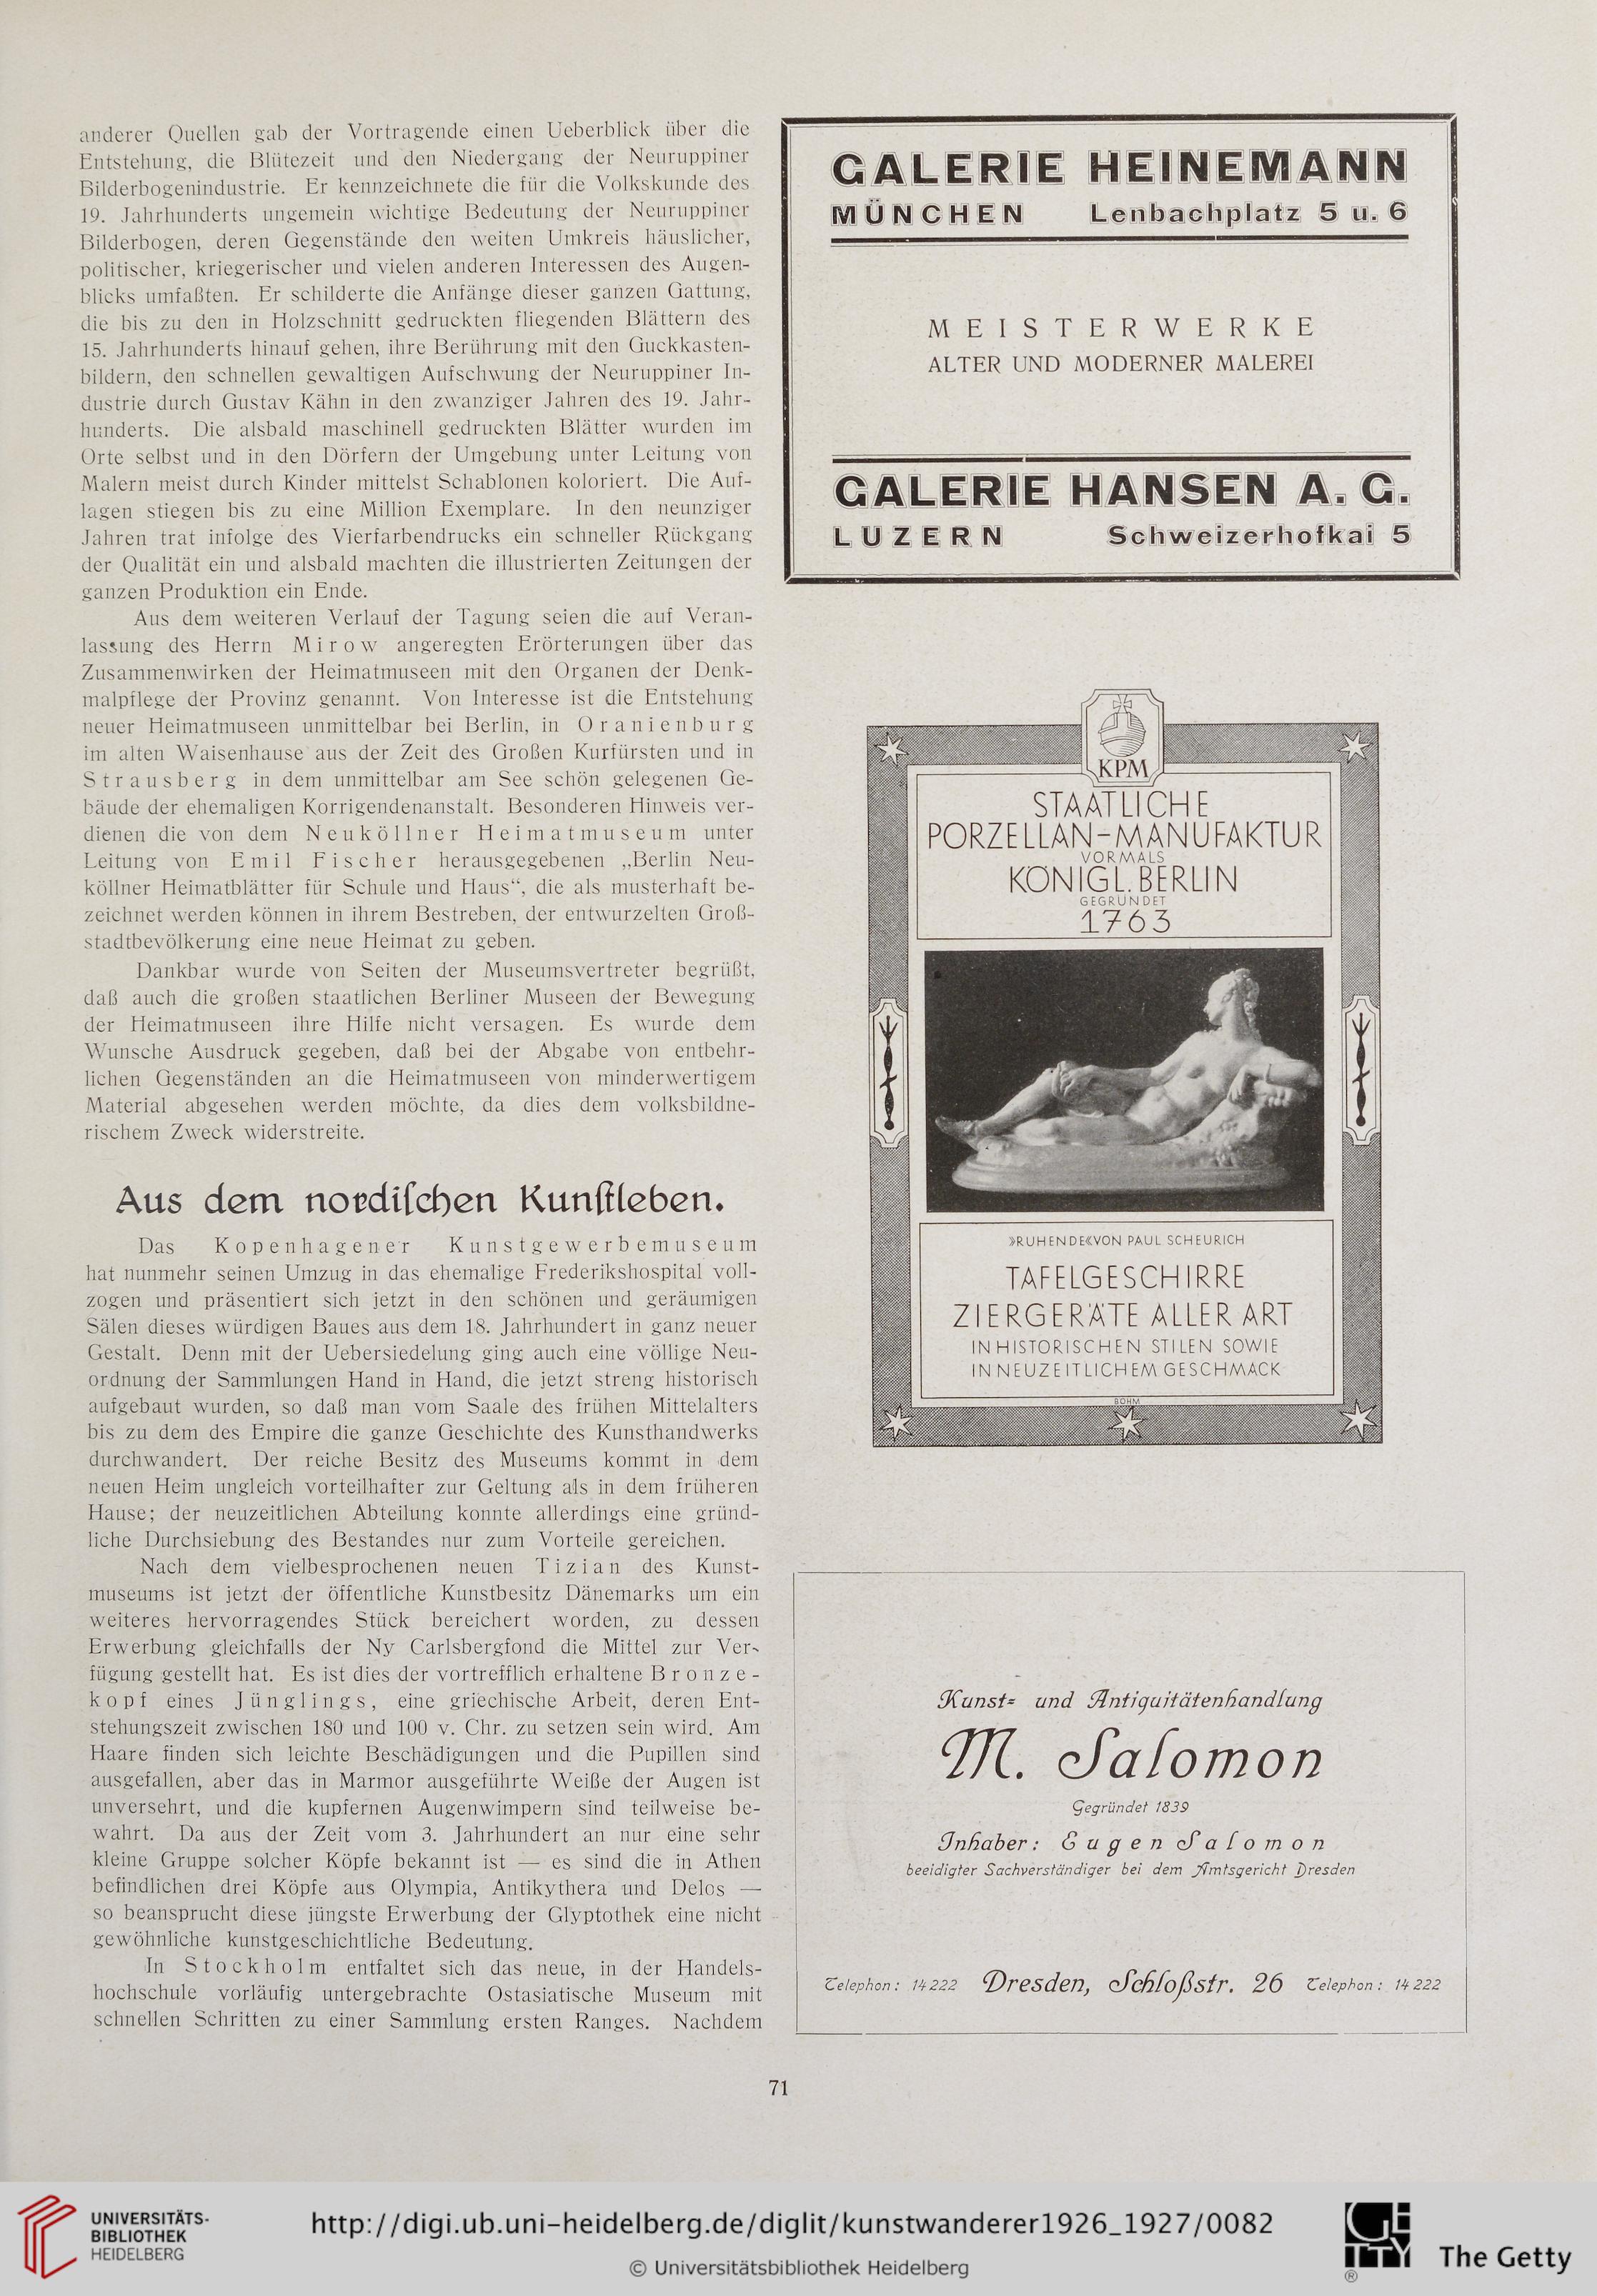 anderer Quellen gab der Vortragende einen Ueberblick über die
Entstehung, die Blütezeit und den Niedergang der Neuruppiner
Bilderbogenindustrie. Er kennzeichnete die für die Volkskunde des
19. Jahrhunderts ungemein wichtige Bedeutung der Neuruppiner
Bilderbogen, deren Gegenstände den weiten Umkreis häuslicher,
politischer, kriegerischer und vielen anderen Interessen des Augen-
blicks umfaßten. Er schilderte die Anfänge dieser ganzen Gattung,
die bis zu den in Holzschnitt gedruckten fliegenden Blättern des
15. Jahrhunderts hinauf gehen, ihre Berührung mit den Guckkasten-
bildern, den schnellen gewaltigen Aufschwung der Neuruppiner In-
dustrie durch Gustav Kähn in den zwanziger Jahren des 19. Jahr-
hunderts. Die alsbald maschinell gedruckten Blätter wurden im
Orte selbst und in den Dörfern der Umgebung unter Leitung von
Malern meist durch Kinder mittelst Schablonen koloriert. Die Auf-
lagen stiegen bis zu eine Million Exemplare. In den neunziger
Jahren trat infolge des Vierfarbendrucks ein schneller Rückgang
der Qualität ein und alsbald machten die illustrierten Zeitungen der
ganzen Produktion ein Ende.
Aus dem weiteren Verlauf der Tagung seien die auf Veran-
lassung des Herrn Mirow angeregten Erörterungen über das
Zusammenwirken der Heimatmuseen mit den Organen der Denk-
malpflege der Provinz genannt. Von Interesse ist die Entstehung
neuer Heimatmuseen unmittelbar bei Berlin, in Oranienburg
im alten Waisenhause aus der Zeit des Großen Kurfürsten und in
Strausberg in dem unmittelbar am See schön gelegenen Ge-
bäude der ehemaligen Korrigendenanstalt. Besonderen Hinweis ver-
dienen die von dem Neuköllner Heimatmuseum unter
Leitung von Emil Fischer herausgegebenen „Berlin Neu-
köllner Heimatblätter für Schule und Haus“, die als musterhaft be-
zeichnet werden können in ihrem Bestreben, der entwurzelten Groß-
stadtbevölkerung eine neue Heimat zu geben.
Dankbar wurde von Seiten der Museumsvertreter begrüßt,
daß auch die großen staatlichen Berliner Museen der Bewegung
der Heimatmuseen ihre Hilfe nicht versagen. Es wurde dem
Wunsche Ausdruck gegeben, daß bei der Abgabe von entbehr-
lichen Gegenständen an die Heimatmuseen von minderwertigem
Material abgesehen werden möchte, da dies dem volksbildne-
rischem Zweck widerstreite.
Aus dem nordiſchen Kunſtleben.
Das Kopenhagener Kunstgewerbemuseum
hat nunmehr seinen Umzug in das ehemalige Frederikshospital voll-
zogen und präsentiert sich jetzt in den schönen und geräumigen
Sälen dieses würdigen Baues aus dem 18. Jahrhundert in ganz neuer
Gestalt. Denn mit der Uebersiedelung ging auch eine völlige Neu-
ordnung der Sammlungen Hand in Hand, die jetzt streng historisch
aufgebaut wurden, so daß man vom Saale des frühen Mittelalters
bis zu dem des Empire die ganze Geschichte des Kunsthandwerks
durchwandert. Der reiche Besitz des Museums kommt in dem
neuen Heim ungleich vorteilhafter zur Geltung als in dem früheren
Hause; der neuzeitlichen Abteilung konnte allerdings eine gründ-
liche Durchsiebung des Bestandes nur zum Vorteile gereichen.
Nach dem vielbesprochenen neuen Tizian des Kunst-
museums ist jetzt der öffentliche Kunstbesitz Dänemarks um ein
weiteres hervorragendes Stück bereichert worden, zu dessen
Erwerbung gleichfalls der Ny Carlsbergfond die Mittel zur Ver-
fügung gestellt hat. Es ist dies der vortrefflich erhaltene Bronze-
kopf eines Jünglings, eine griechische Arbeit, deren Ent-
stehungszeit zwischen 180 und 100 v. Chr. zu setzen sein wird. Am
Haare finden sich leichte Beschädigungen und die Pupillen sind
ausgefallen, aber das in Marmor ausgeführte Weiße der Augen ist
unversehrt, und die kupfernen Augenwimpern sind teilweise be-
wahrt. Da aus der Zeit vom 3. Jahrhundert an nur eine sehr
kleine Gruppe solcher Köpfe bekannt ist — es sind die in Athen
befindlichen drei Köpfe aus Olympia, Antikythera und Delos —
so beansprucht diese jüngste Erwerbung der Glyptothek eine nicht
gewöhnliche kunstgeschichtliche Bedeutung.
In Stockholm entfaltet sich das neue, in der Handels-
hochschule vorläufig untergebrachte Ostasiatische Museum mit
schnellen Schritten zu einer Sammlung ersten Ranges. Nachdem
GALERIE HEINEMANN
MÜNCHEN Lenbachplatz 5 u. 6
MEISTERWERKE
ALTER UND MODERNER MALEREI
GALERIE HANSEN A. G.
LUZERN Schweizerhofkai 5
KPM
STAATLICHE
PORZELLAN-MANUFAKTUR
VORMALS
KÖNIGL. BERLIN
GEGRÜNDET
1763
»RUHENDE« VON PAUL SCHEURICH
TAFELGESCHIRRE
ZIERGERÄTE ALLER ART
IN HISTORISCHEN STILEN SOWIE
IN NEUZEITLICHEM GESCHMACK
BÖHM
Kunst= und Antiquitätenhandlung
M. Salomon
Gegründet 1839
Inhaber: Eugen Salomon
beeidigter Sachverständiger bei dem Amtsgericht Dresden
Telephon: 14222 Dresden, Schloßstr. 26 Telephon: 14222
71
UNIVERSITÄTS-
BIBLIOTHEK
HEIDELBERG
http://digi.ub.uni-heidelberg.de/diglit/kunstwanderer1926_1927/0082
© Universitätsbibliothek Heidelberg
GETTY
®
The Getty